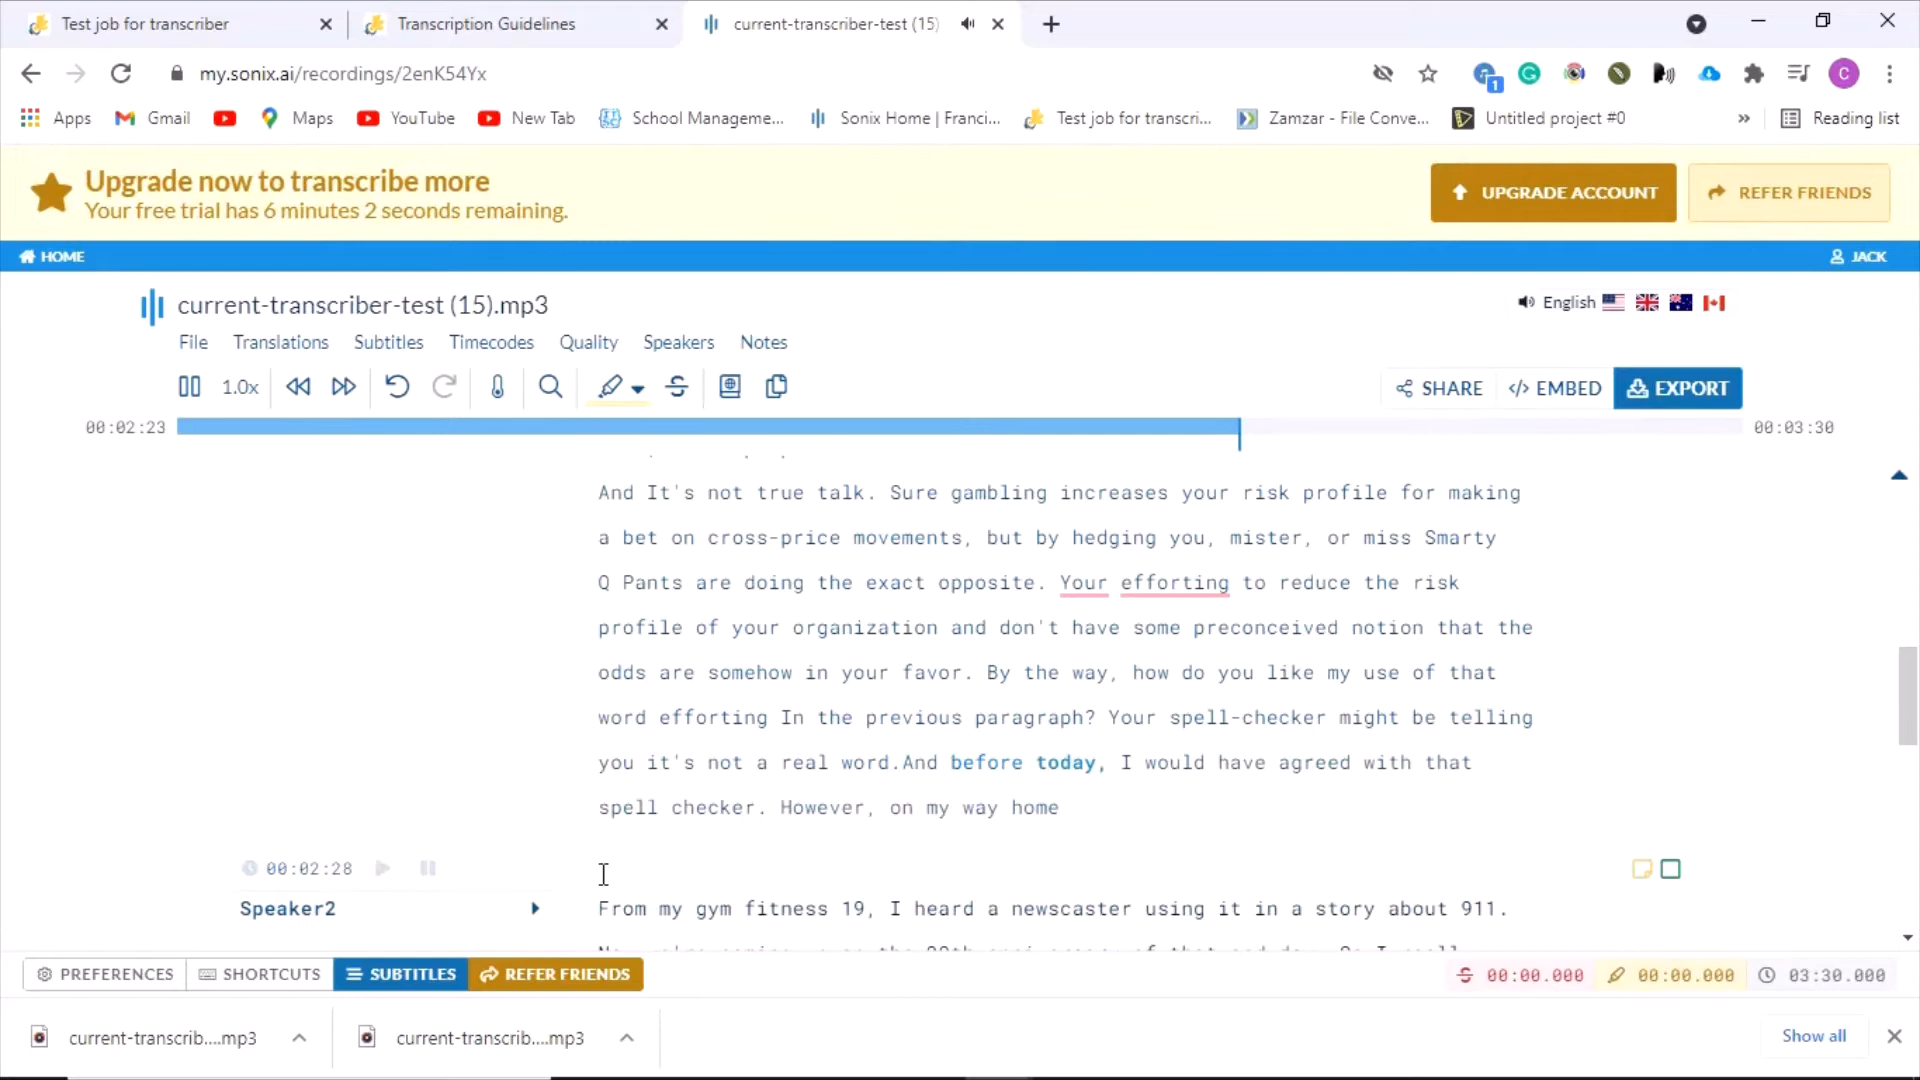 Test job for transcriber
Transcription Guidelines
current-transcriber-test (15)
my.sonix.ai/recordings/2enK54Yx
1
C
Apps
Gmail
Maps
YouTube
New Tab
School Manageme...
Sonix Home | Franci...
Test job for transcri...
Zamzar - File Conve...
Untitled project #0
»
Reading list
Upgrade now to transcribe more
Your free trial has 6 minutes 2 seconds remaining.
UPGRADE ACCOUNT
REFER FRIENDS
HOME
JACK
current-transcriber-test (15).mp3
English
File Translations Subtitles Timecodes Quality Speakers Notes
1.0x
SHARE
</> EMBED
EXPORT
00:02:23
00:03:30
And It's not true talk. Sure gambling increases your risk profile for making
a bet on cross-price movements, but by hedging you, mister, or miss Smarty
Q Pants are doing the exact opposite. Your efforting to reduce the risk
profile of your organization and don't have some preconceived notion that the
odds are somehow in your favor. By the way, how do you like my use of that
word efforting In the previous paragraph? Your spell-checker might be telling
you it's not a real word.And before today, I would have agreed with that
spell checker. However, on my way home
00:02:28
Speaker2
From my gym fitness 19, I heard a newscaster using it in a story about 911.
PREFERENCES
SHORTCUTS
SUBTITLES
REFER FRIENDS
00:00.000
00:00.000
03:30.000
current-transcrib....mp3
current-transcrib....mp3
Show all